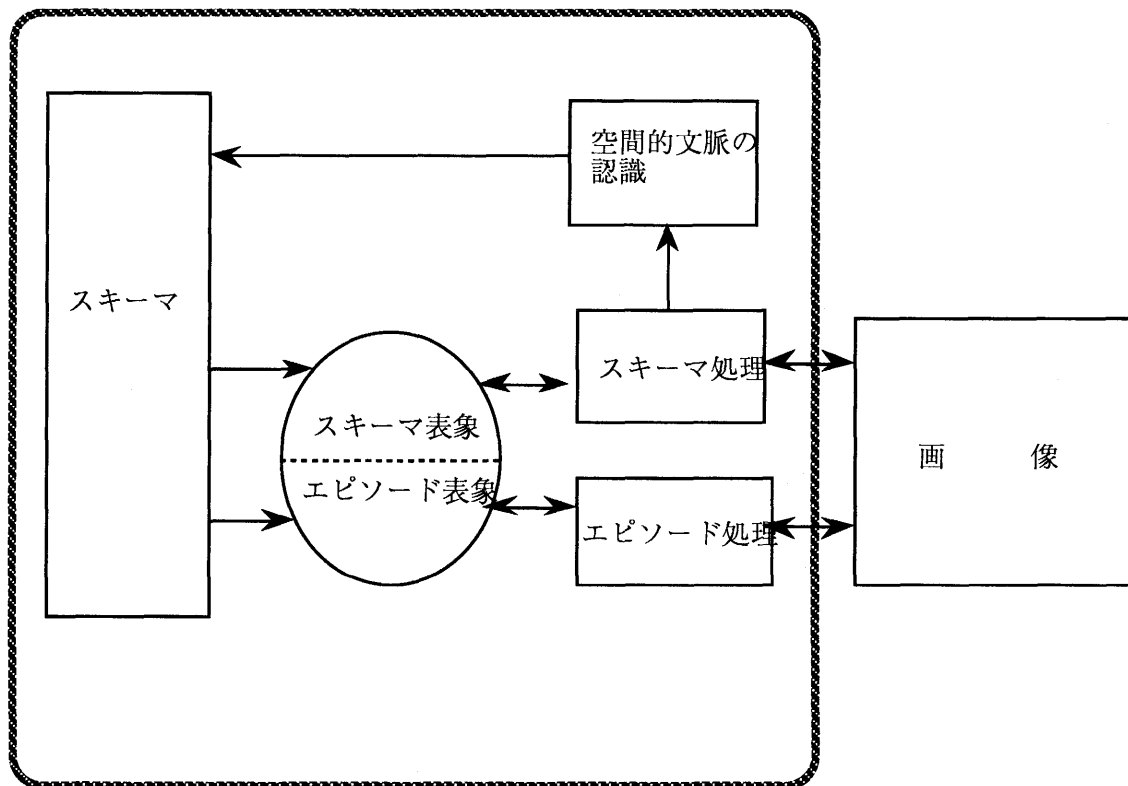 空間的文脈の
認識
スキーマ
スキーマ処理
スキーマ表象
画 像
エピソード表象
エピソード処理